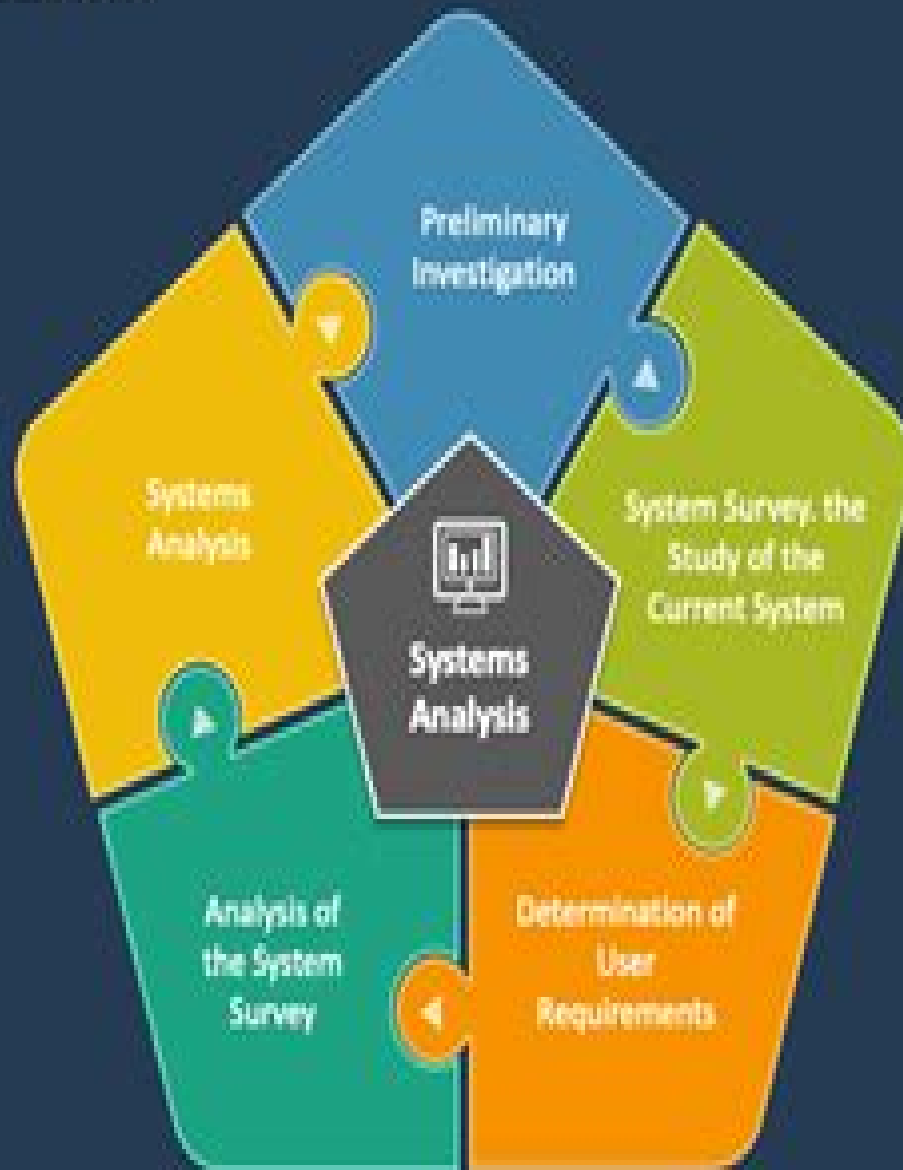 Preliminary
Investigation
System Survey, the
Study of the
Current System
Determination of
User
Requirements
Analysis of
the System
Survey
Systems
Analysis
Systems
Analysis